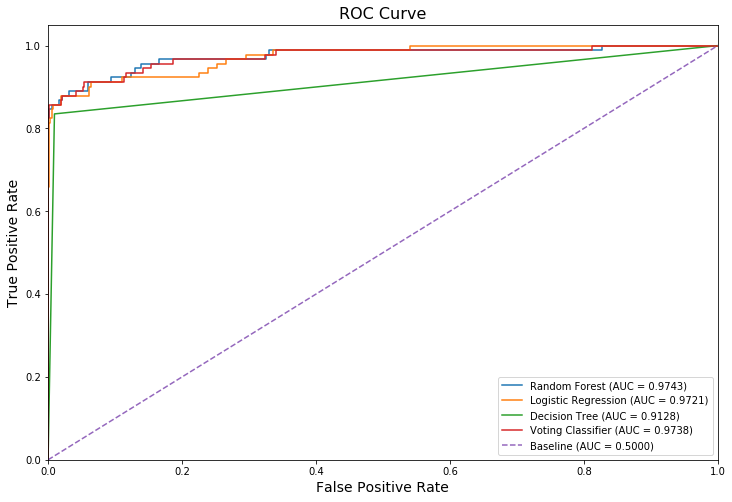 ROC Curve
True Positive Rate
1.0
0.8
0.6
0.4
0.2
0.0
0.0 0.2 0.4 0.6 0.8 1.0
False Positive Rate
Random Forest (AUC = 0.9743)
Logistic Regression (AUC = 0.9721)
Decision Tree (AUC = 0.9128)
Voting Classifier (AUC = 0.9738)
Baseline (AUC = 0.5000)